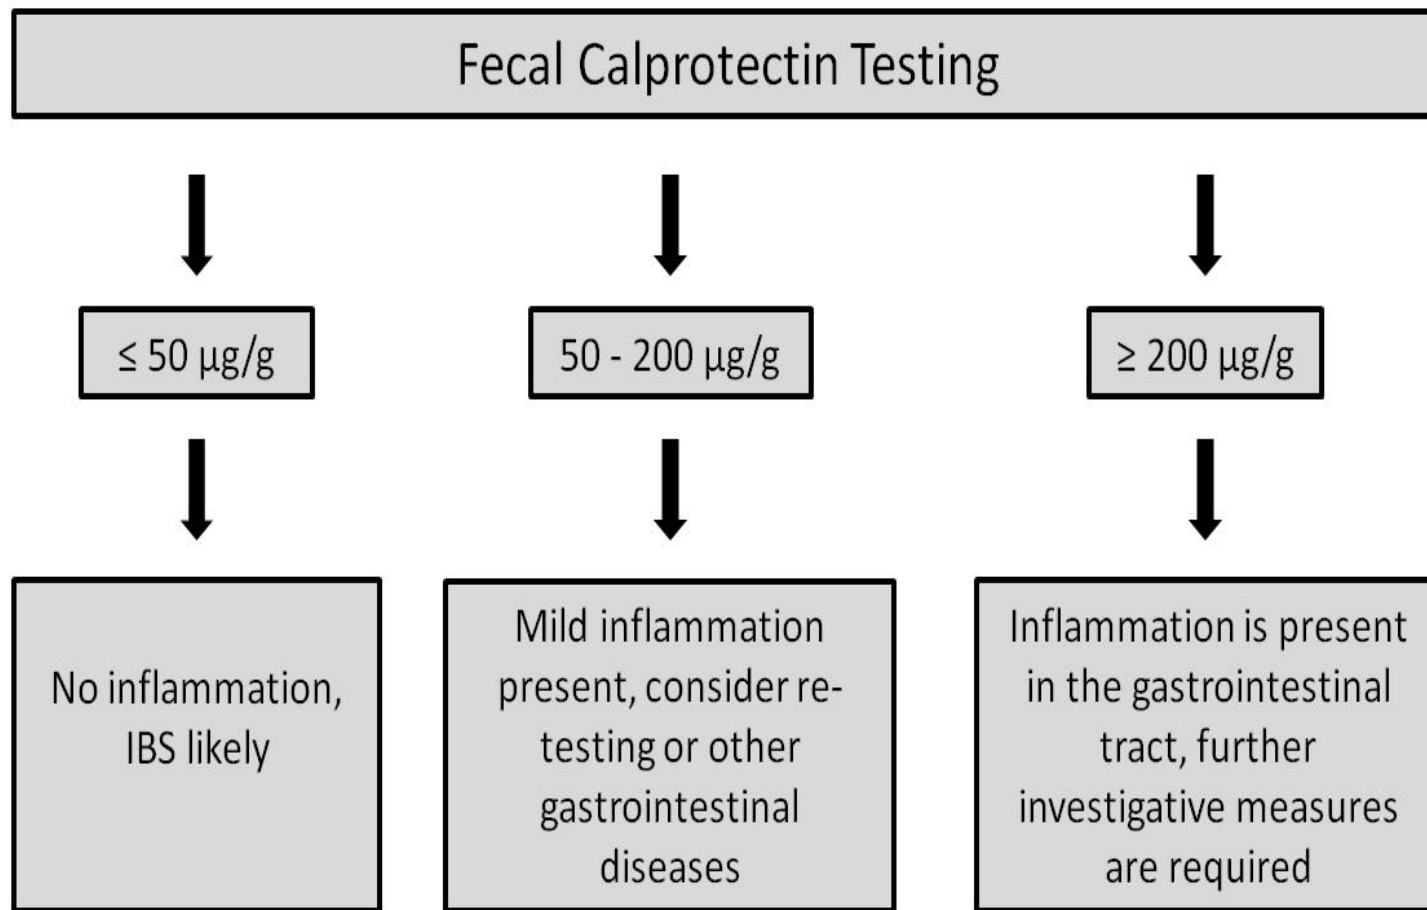 Fecal Calprotectin Testing
≤ 50 µg/g
50 - 200 µg/g
≥ 200 µg/g
No inflammation,
IBS likely
Mild inflammation
present, consider re-
testing or other
gastrointestinal
diseases
Inflammation is present
in the gastrointestinal
tract, further
investigative measures
are required